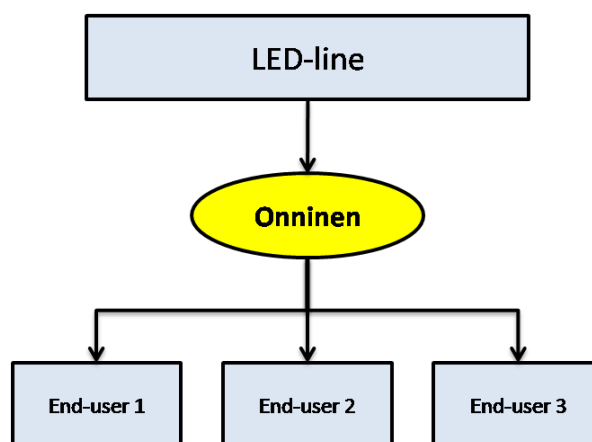 LED-line
Onninen
End-user 1
End-user 2
End-user 3